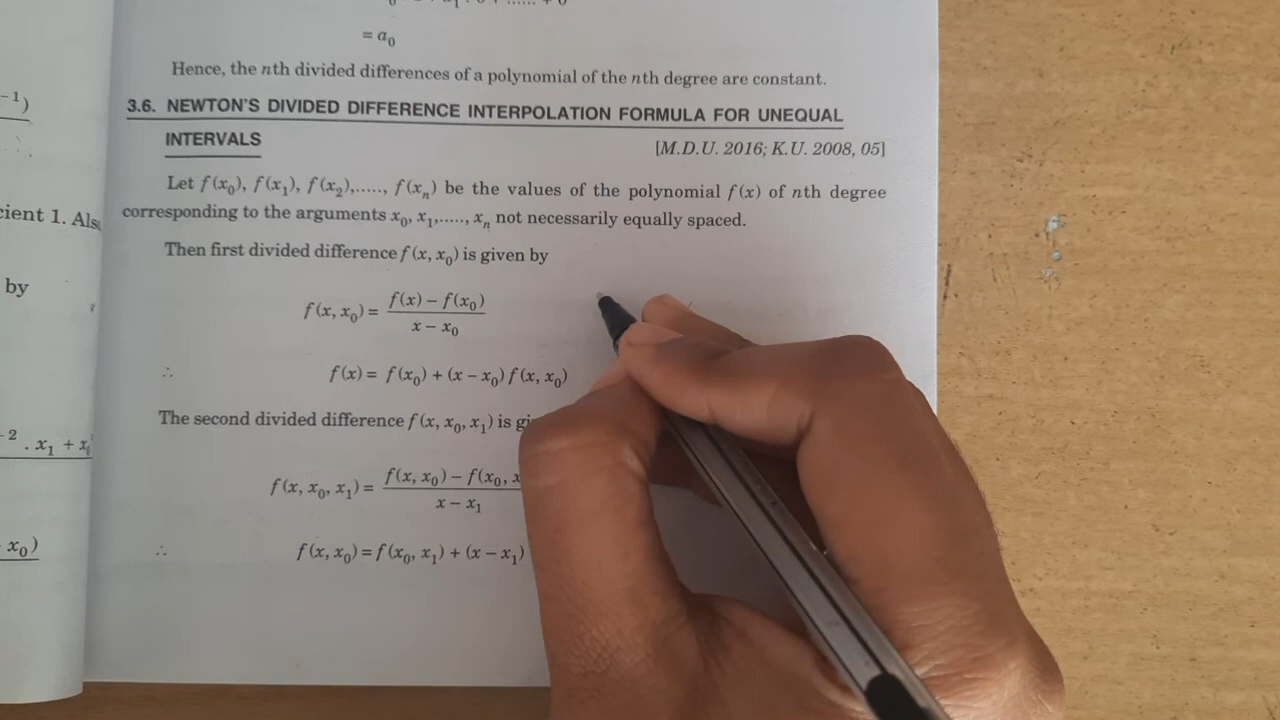 = a₀
Hence, the nth divided differences of a polynomial of the nth degree are constant.
3.6. NEWTON'S DIVIDED DIFFERENCE INTERPOLATION FORMULA FOR UNEQUAL
INTERVALS
[M.D.U. 2016; K.U. 2008, 05]
Let f(x₀), f(x₁), f(x₂),....., f(xₙ) be the values of the polynomial f(x) of nth degree
corresponding to the arguments x₀, x₁,....., xₙ not necessarily equally spaced.
Then first divided difference f(x, x₀) is given by
f(x, x₀) = f(x) – f(x₀)
x – x₀
∴ f(x) = f(x₀) + (x – x₀) f(x, x₀)
The second divided difference f(x, x₀, x₁) is
f(x, x₀, x₁) = f(x, x₀) – f(x₀,
x – x₁
∴ f(x, x₀) = f(x₀, x₁) + (x – x₁)
–1)
cient 1.
by
. x₁ +
x₀)